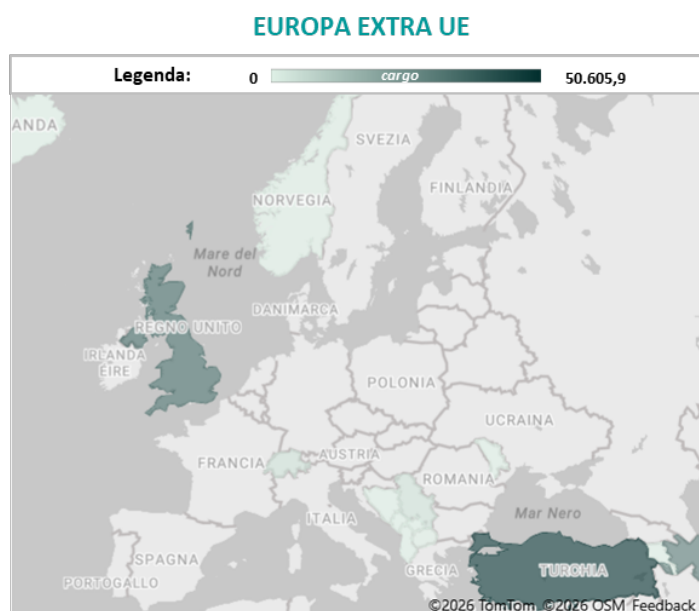 EUROPA EXTRA UE
Legenda: 0 cargo 50.605,9
ANDA
SVEZIA
FINLANDIA
NORVEGIA
Mare del
Nord
DANIMARCA
REGNO UNITO
IRLANDA
ÉIRE
POLONIA
UCRAINA
AUSTRIA
FRANCIA
ROMANIA
ITALIA
Mar Nero
SPAGNA
GRECIA
TURCHIA
PORTOGALLO
©2026 TomTom, ©2026 OSM Feedback